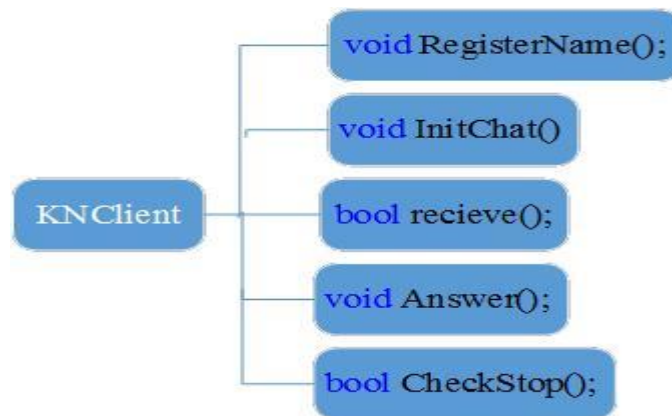 void RegisterName();
void InitChat()
KNClient
bool recieve();
void Answer();
bool CheckStop();